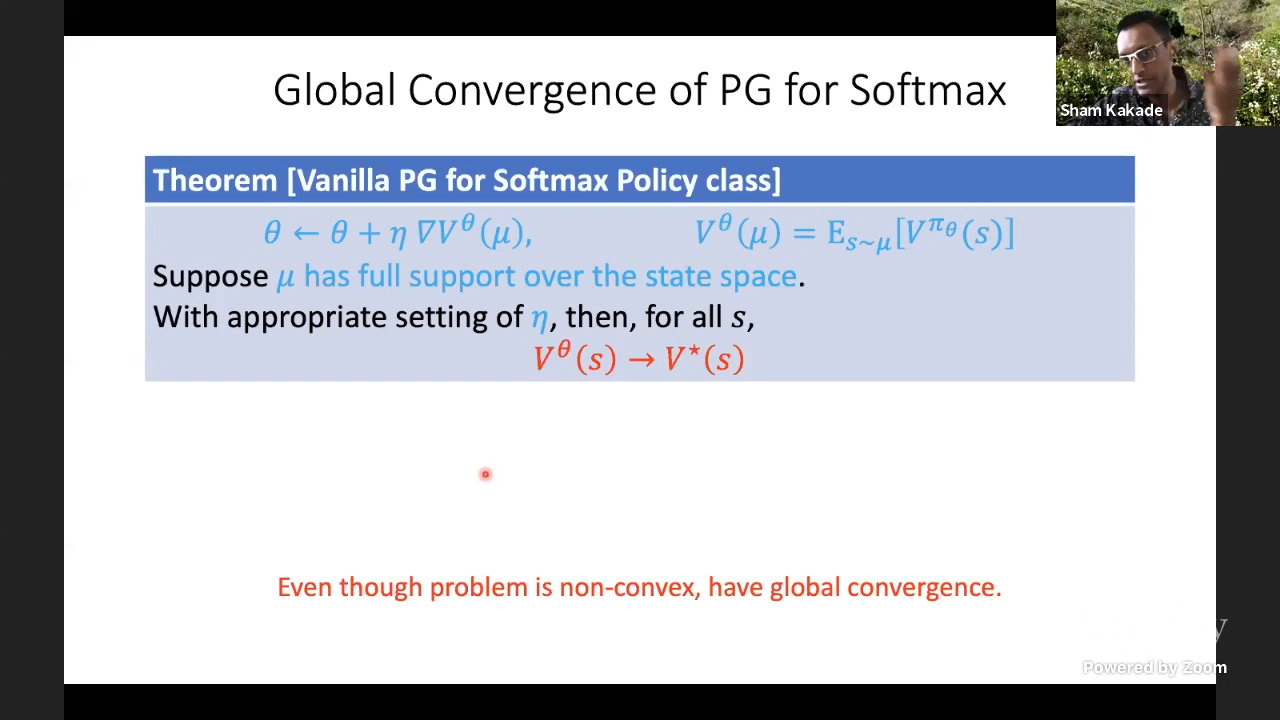 Global Convergence of PG for Softmax
Sham Kakade
Theorem [Vanilla PG for Softmax Policy class]
θ ← θ + η ∇V^θ(μ), V^θ(μ) = E_{s~μ}[V^{π_θ}(s)]
Suppose μ has full support over the state space.
With appropriate setting of η, then, for all s,
V^θ(s) → V^⋆(s)
Even though problem is non-convex, have global convergence.
Powered by Zoom